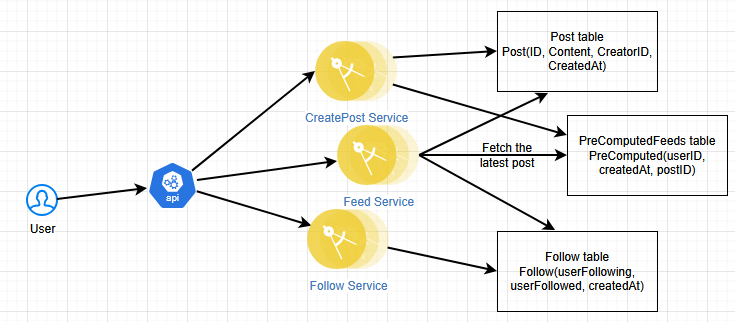 Post table
Post(ID, Content, CreatorID,
CreatedAt)
CreatePost Service
Fetch the
latest post
PreComputedFeeds table
PreComputed(userID,
createdAt, postID)
api
Feed Service
User
Follow Service
Follow table
Follow(userFollowing,
userFollowed, createdAt)